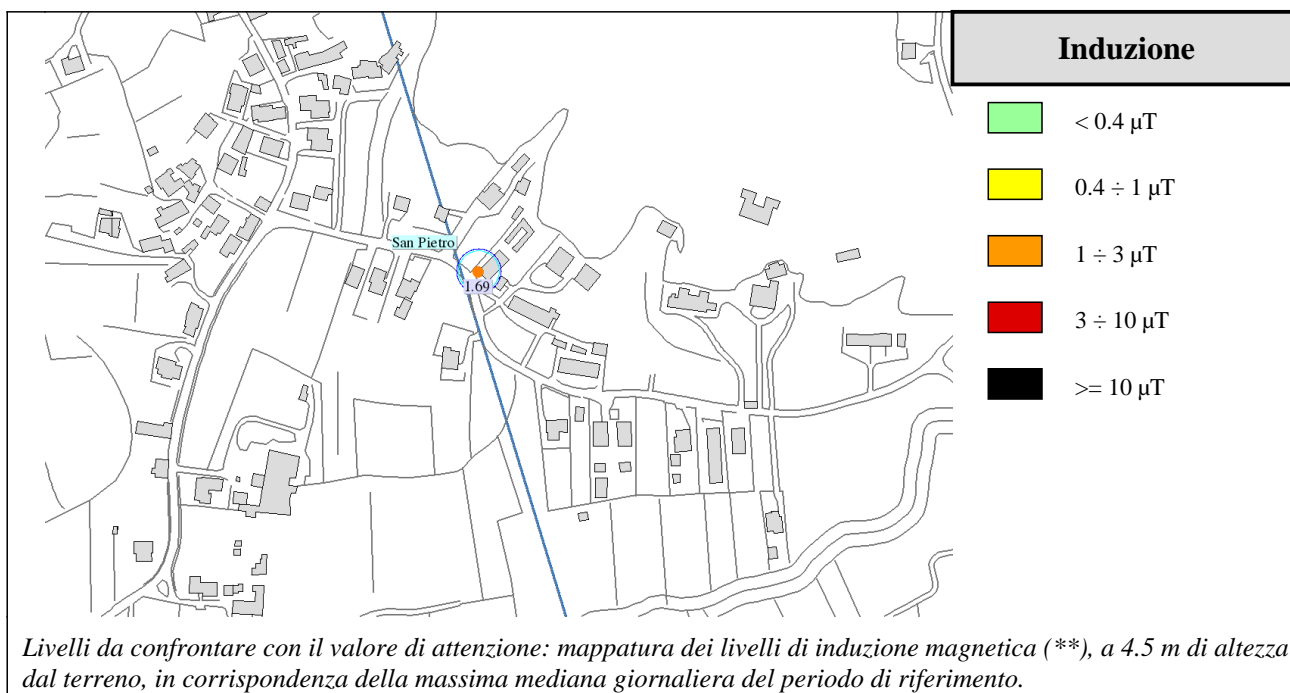 Induzione
< 0.4 µT
0.4 ÷ 1 µT
1 ÷ 3 µT
3 ÷ 10 µT
>= 10 µT
San Pietro
1.69
Livelli da confrontare con il valore di attenzione: mappatura dei livelli di induzione magnetica (**), a 4.5 m di altezza
dal terreno, in corrispondenza della massima mediana giornaliera del periodo di riferimento.